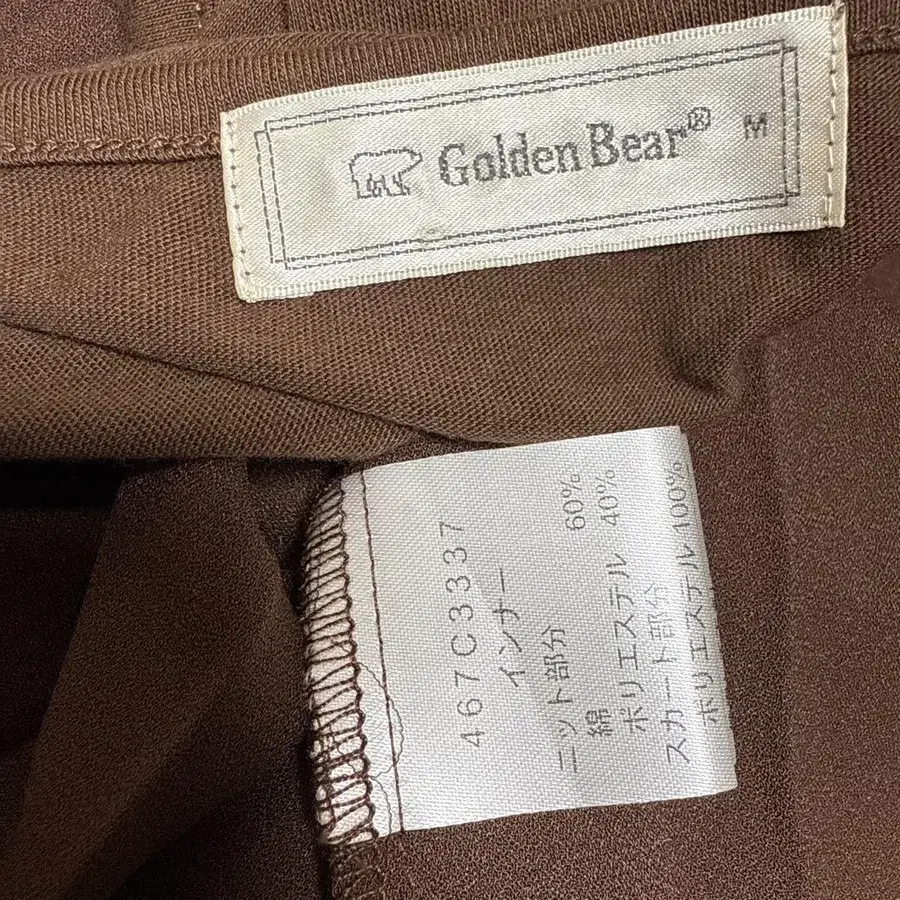 Golden Bear® M
467C3337
インナー
ニット部分
綿 60%
ポリエステル 40%
スカート部分
ポリエステル 100%